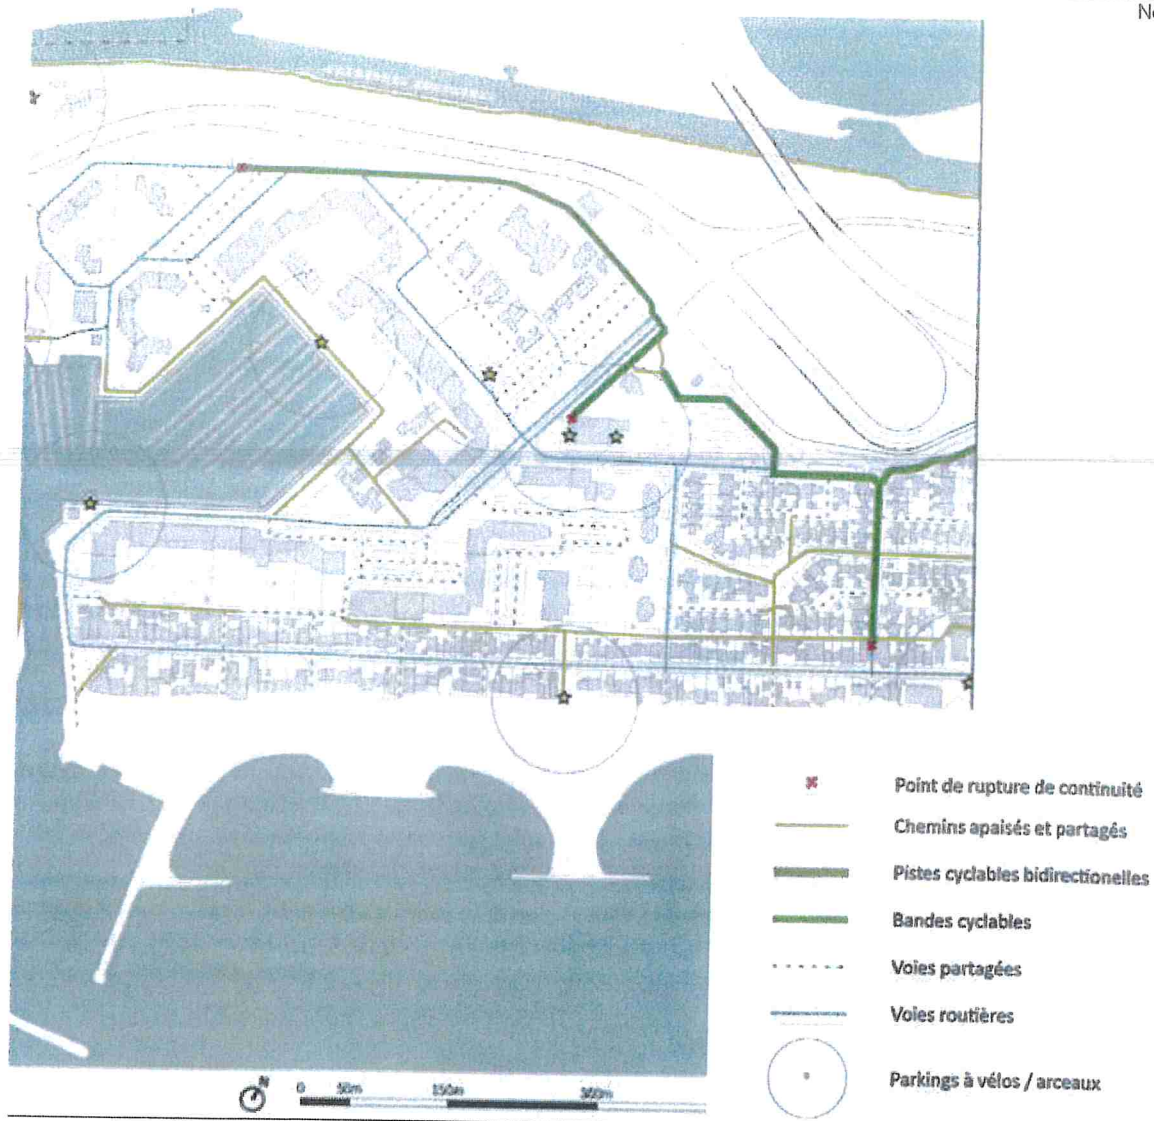 No
Point de rupture de continuité
Chemins apaisés et partagés
Pistes cyclables bidirectionelles
Bandes cyclables
Voies partagées
Voies routières
Parkings à vélos / arceaux
N
0 50m 150m 300m